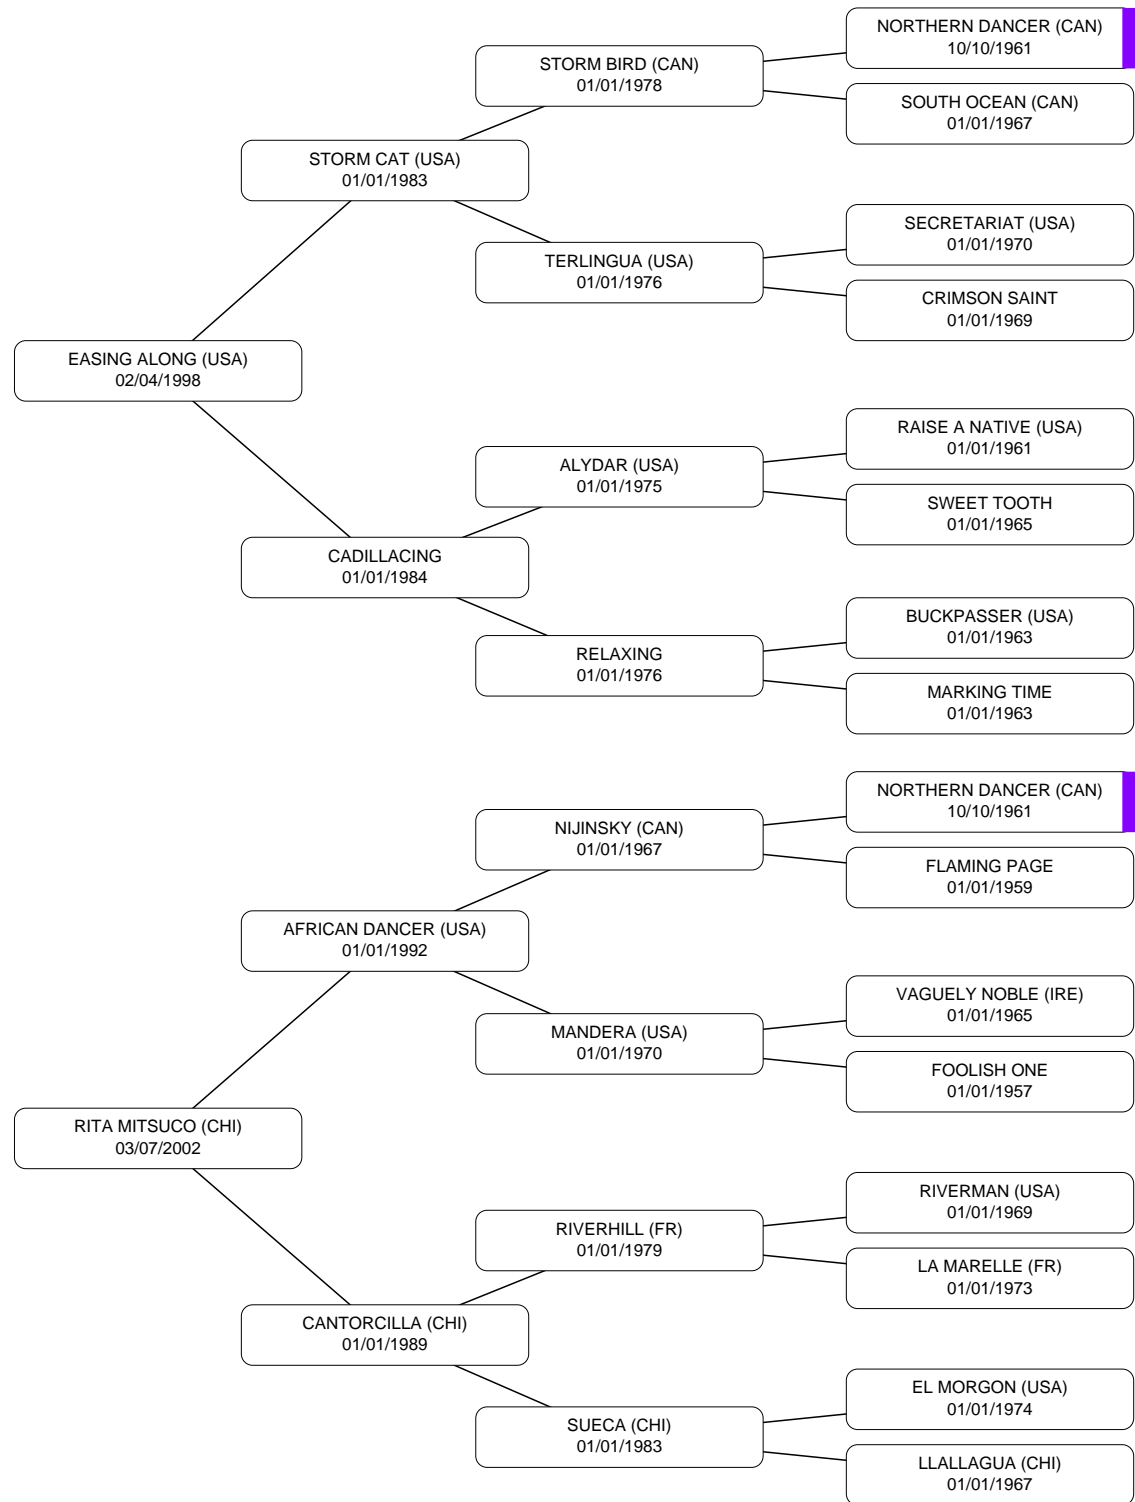 NORTHERN DANCER (CAN)
10/10/1961
STORM BIRD (CAN)
01/01/1978
SOUTH OCEAN (CAN)
01/01/1967
STORM CAT (USA)
01/01/1983
SECRETARIAT (USA)
01/01/1970
TERLINGUA (USA)
01/01/1976
CRIMSON SAINT
01/01/1969
EASING ALONG (USA)
02/04/1998
RAISE A NATIVE (USA)
01/01/1961
ALYDAR (USA)
01/01/1975
SWEET TOOTH
01/01/1965
CADILLACING
01/01/1984
BUCKPASSER (USA)
01/01/1963
RELAXING
01/01/1976
MARKING TIME
01/01/1963
NORTHERN DANCER (CAN)
10/10/1961
NIJINSKY (CAN)
01/01/1967
FLAMING PAGE
01/01/1959
AFRICAN DANCER (USA)
01/01/1992
VAGUELY NOBLE (IRE)
01/01/1965
MANDERA (USA)
01/01/1970
FOOLISH ONE
01/01/1957
RITA MITSUCO (CHI)
03/07/2002
RIVERMAN (USA)
01/01/1969
RIVERHILL (FR)
01/01/1979
LA MARELLE (FR)
01/01/1973
CANTORCILLA (CHI)
01/01/1989
EL MORGON (USA)
01/01/1974
SUECA (CHI)
01/01/1983
LLALLAGUA (CHI)
01/01/1967